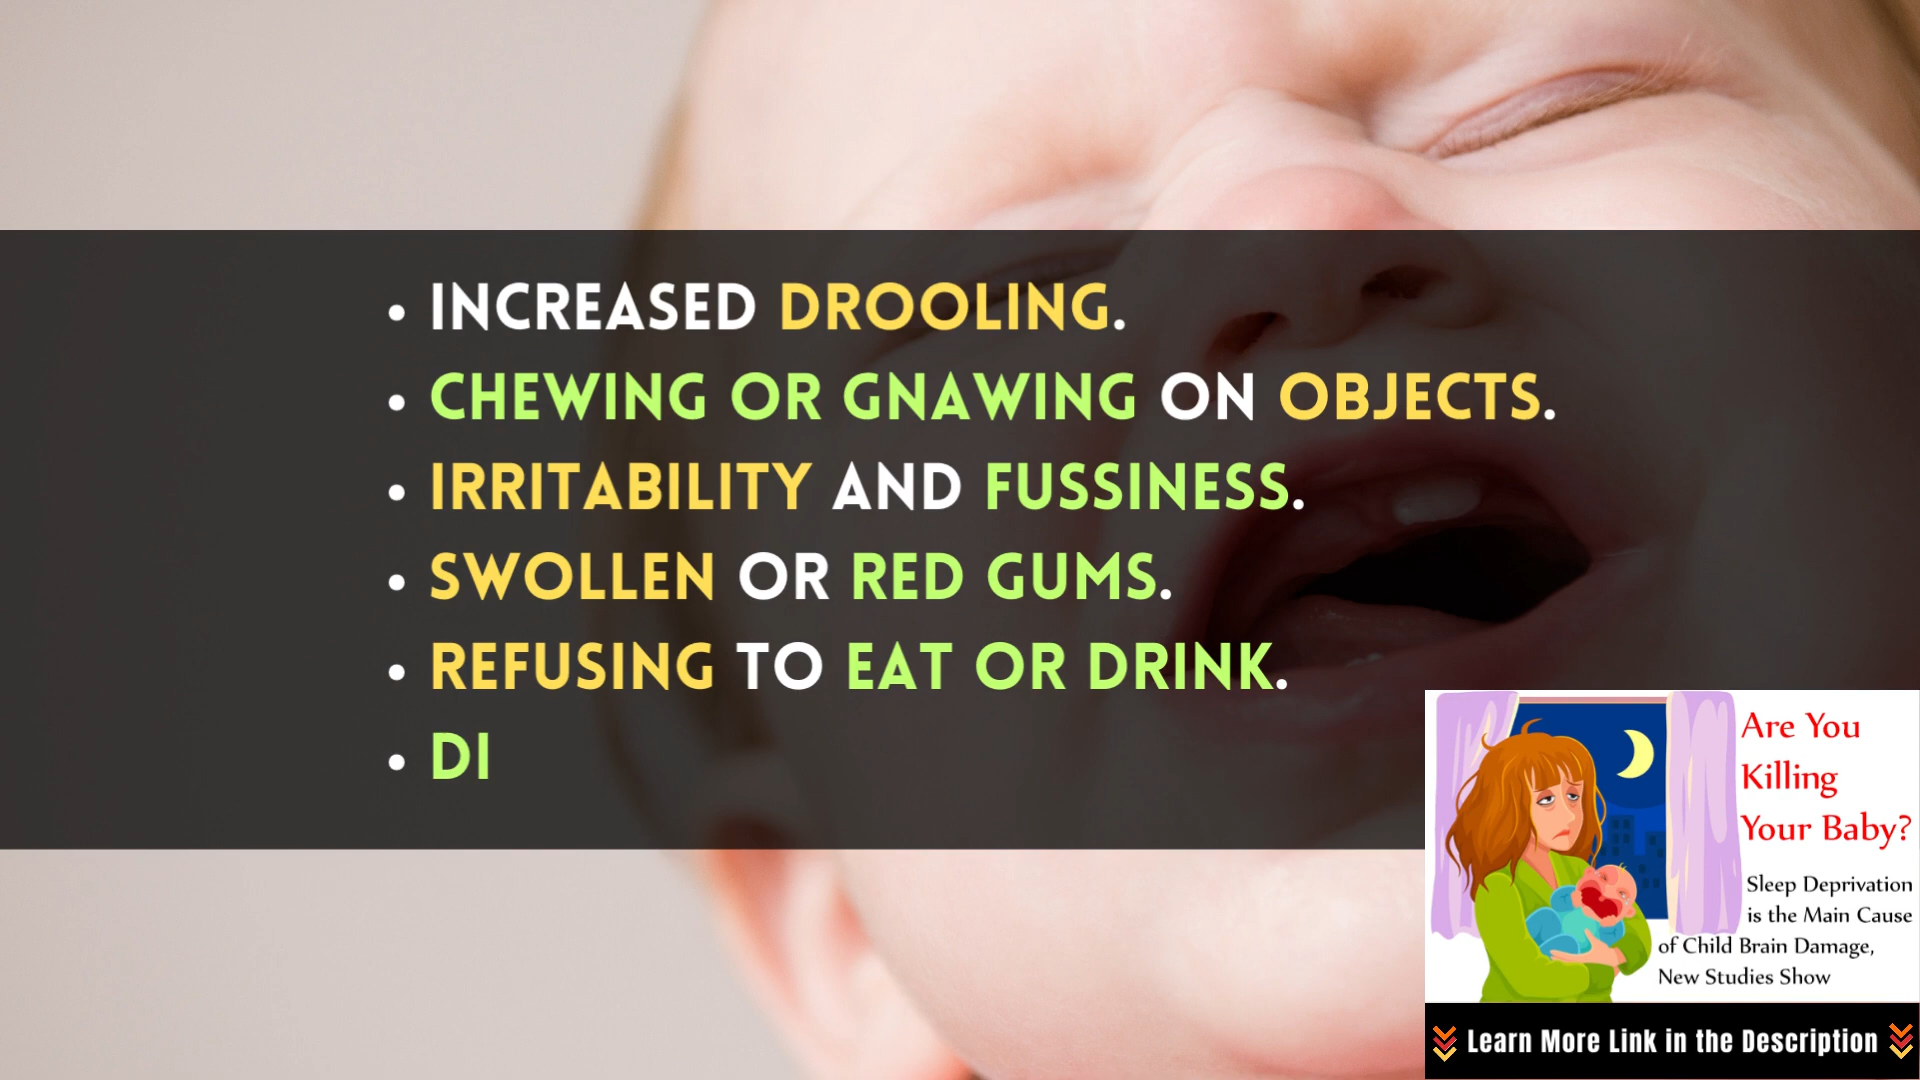 • INCREASED DROOLING.
• CHEWING OR GNAWING ON OBJECTS.
• IRRITABILITY AND FUSSINESS.
• SWOLLEN OR RED GUMS.
• REFUSING TO EAT OR DRINK.
• DI
Are You
Killing
Your Baby?
Sleep Deprivation
is the Main Cause
of Child Brain Damage,
New Studies Show
Learn More Link in the Description